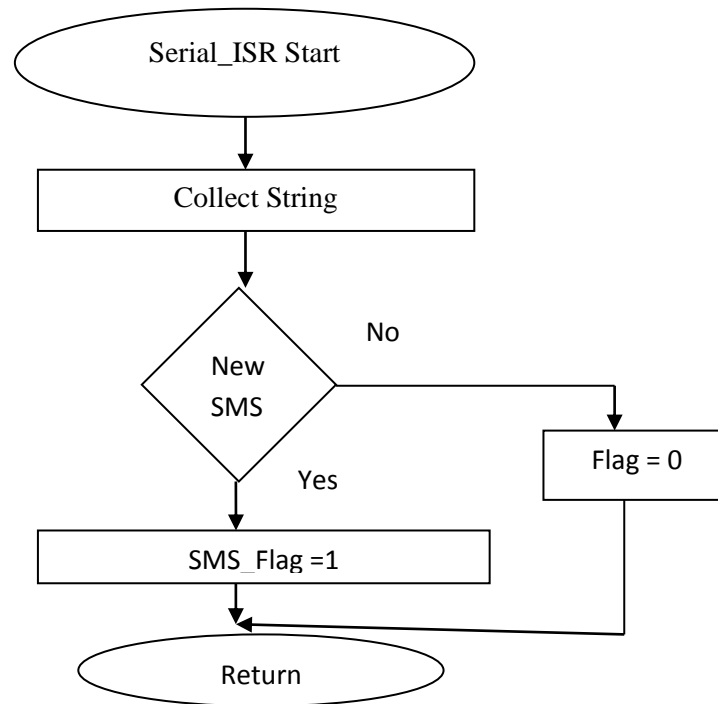 Serial_ISR Start
Collect String
No
New
SMS
Flag = 0
Yes
SMS_Flag =1
Return